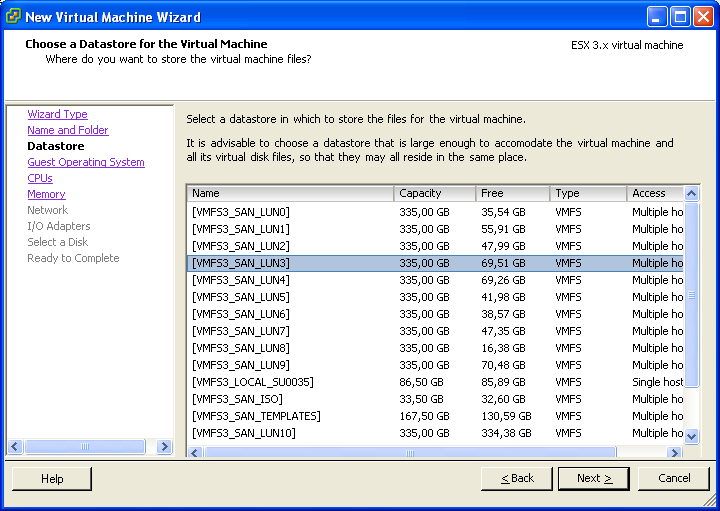 New Virtual Machine Wizard
Choose a Datastore for the Virtual Machine
Where do you want to store the virtual machine files?
ESX 3.x virtual machine
Wizard Type
Name and Folder
Datastore
Guest Operating System
CPUs
Memory
Network
I/O Adapters
Select a Disk
Ready to Complete
Select a datastore in which to store the files for the virtual machine.
It is advisable to choose a datastore that is large enough to accomodate the virtual machine and
all its virtual disk files, so that they may all reside in the same place.
Name Capacity Free Type Access
[VMFS3_SAN_LUN0] 335,00 GB 35,54 GB VMFS Multiple ho
[VMFS3_SAN_LUN1] 335,00 GB 55,91 GB VMFS Multiple ho
[VMFS3_SAN_LUN2] 335,00 GB 47,99 GB VMFS Multiple ho
[VMFS3_SAN_LUN3] 335,00 GB 69,51 GB VMFS Multiple ho
[VMFS3_SAN_LUN4] 335,00 GB 69,26 GB VMFS Multiple ho
[VMFS3_SAN_LUN5] 335,00 GB 41,98 GB VMFS Multiple ho
[VMFS3_SAN_LUN6] 335,00 GB 38,57 GB VMFS Multiple ho
[VMFS3_SAN_LUN7] 335,00 GB 47,35 GB VMFS Multiple ho
[VMFS3_SAN_LUN8] 335,00 GB 16,38 GB VMFS Multiple ho
[VMFS3_SAN_LUN9] 335,00 GB 70,48 GB VMFS Multiple ho
[VMFS3_LOCAL_SU0035] 86,50 GB 85,89 GB VMFS Single host
[VMFS3_SAN_ISO] 33,50 GB 32,60 GB VMFS Multiple ho
[VMFS3_SAN_TEMPLATES] 167,50 GB 130,59 GB VMFS Multiple ho
[VMFS3_SAN_LUN10] 335,00 GB 334,38 GB VMFS Multiple ho
Help
< Back
Next >
Cancel